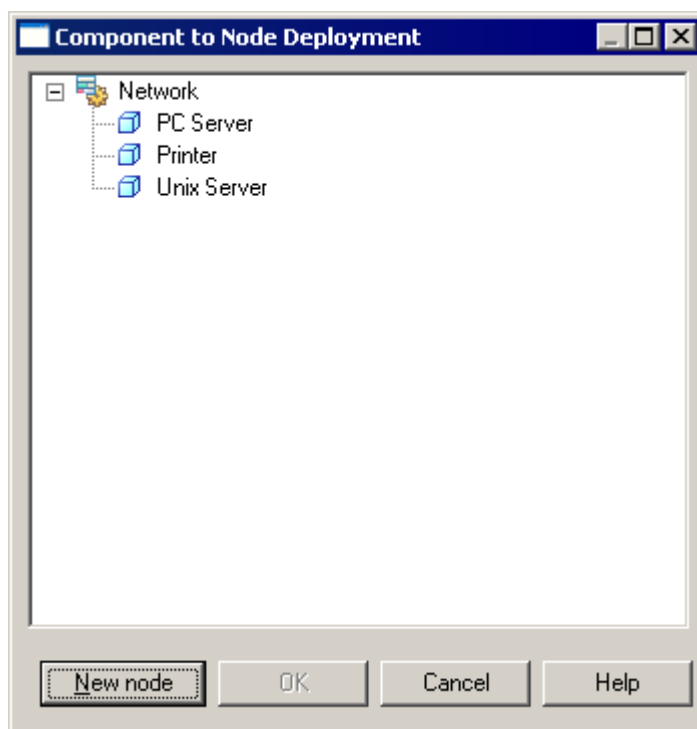 Component to Node Deployment
Network
PC Server
Printer
Unix Server
New node OK Cancel Help